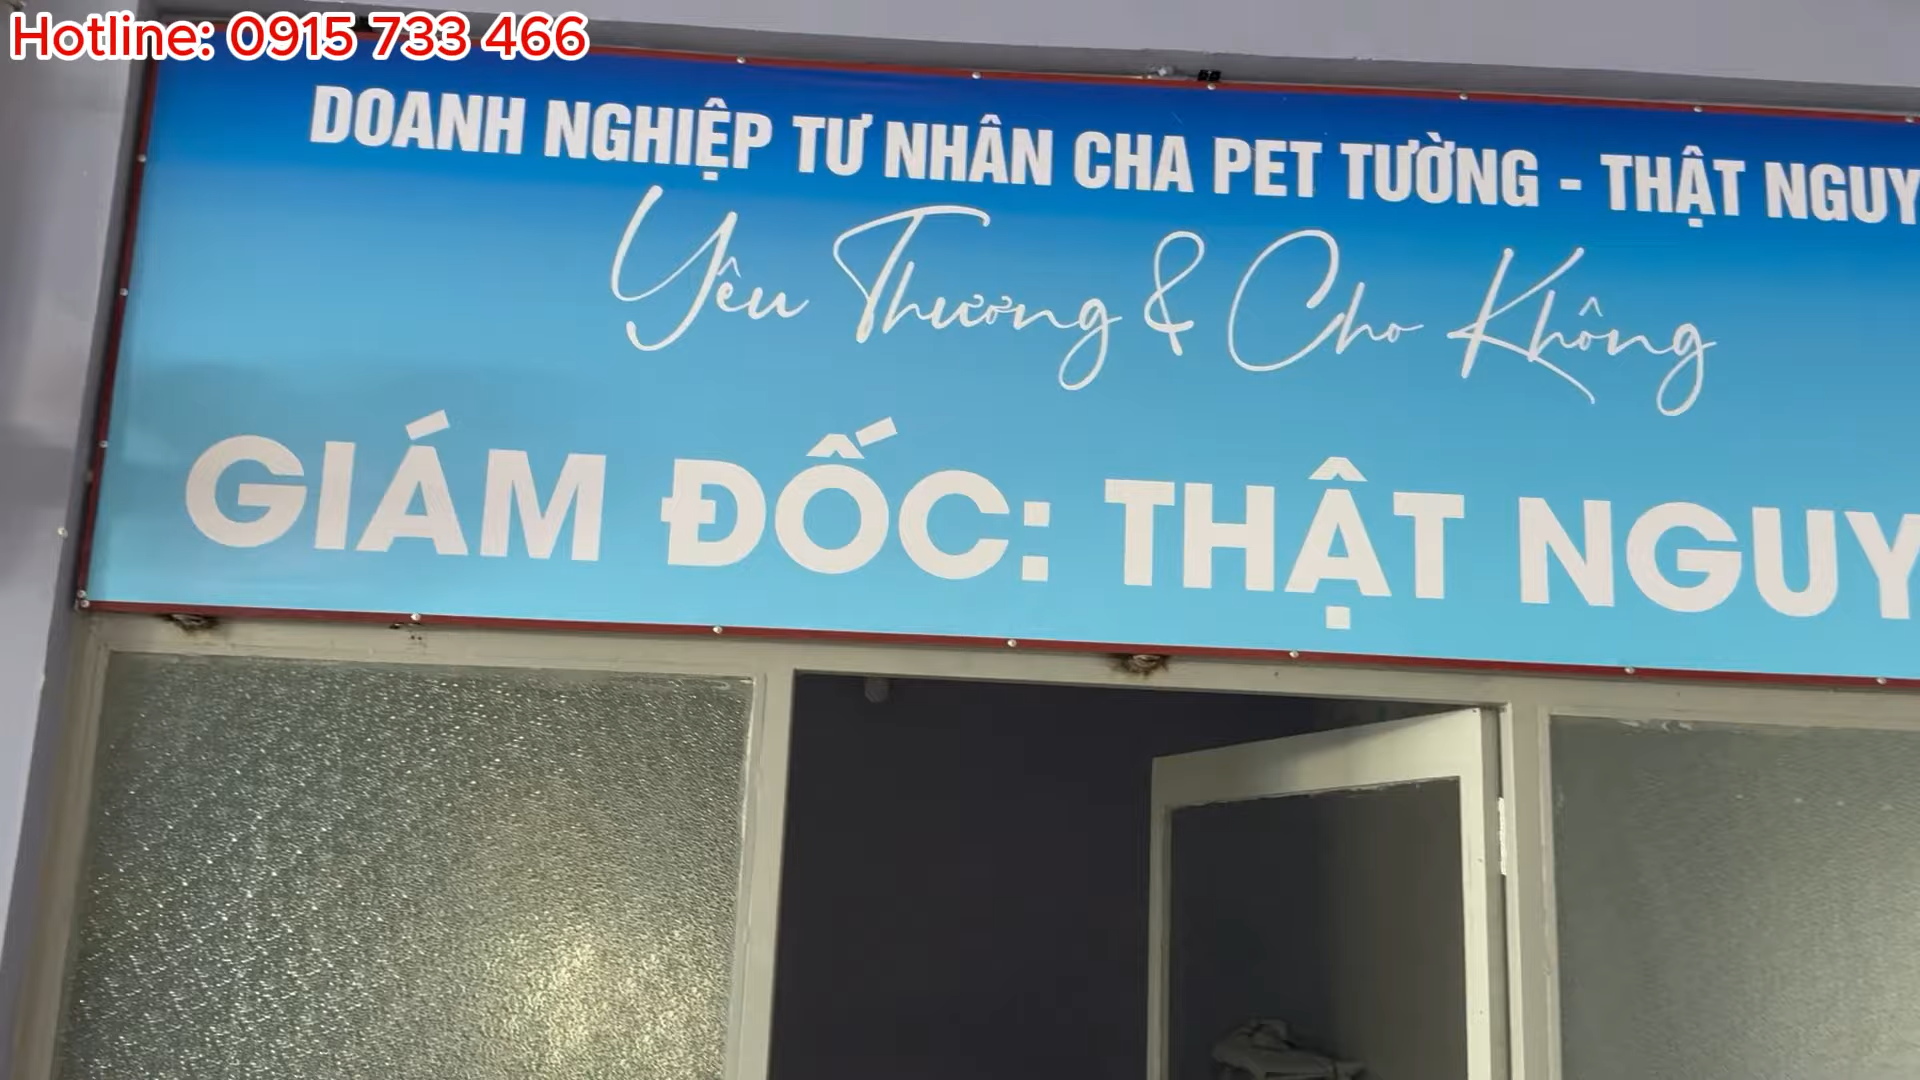 Hotline: 0915 733 466
DOANH NGHIỆP TƯ NHÂN CHA PET TƯỜNG - THẬT NGUY
Yêu Thương & Cho Không
GIÁM ĐỐC: THẬT NGUY